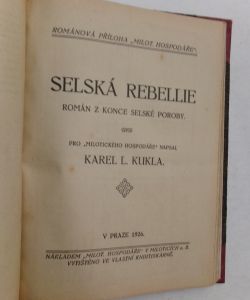 ROMÁNOVÁ PŘÍLOHA „MILOT. HOSPODÁŘE“.
SELSKÁ REBELLIE
ROMÁN Z KONCE SELSKÉ POROBY.
PRO „MILOTICKÉHO HOSPODÁŘE“ NAPSAL
KAREL L. KUKLA.
V PRAZE 1926.
NÁKLADEM „MILOT. HOSPODÁŘE“ V MILOTICÍCH n. B.
VYTIŠTĚNO VE VLASTNÍ KNIHTISKÁRNĚ.